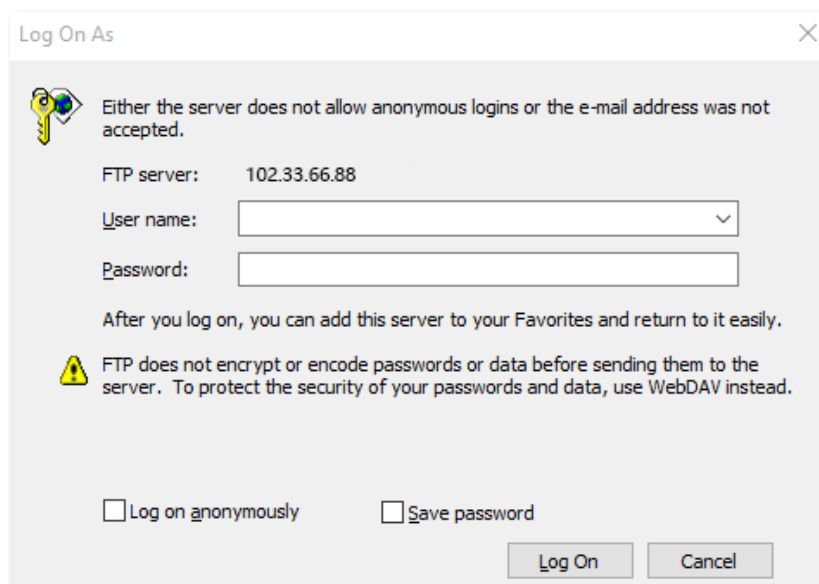 Log On As
Either the server does not allow anonymous logins or the e-mail address was not
accepted.
FTP server: 102.33.66.88
User name:
Password:
After you log on, you can add this server to your Favorites and return to it easily.
FTP does not encrypt or encode passwords or data before sending them to the
server. To protect the security of your passwords and data, use WebDAV instead.
Log on anonymously Save password
Log On Cancel